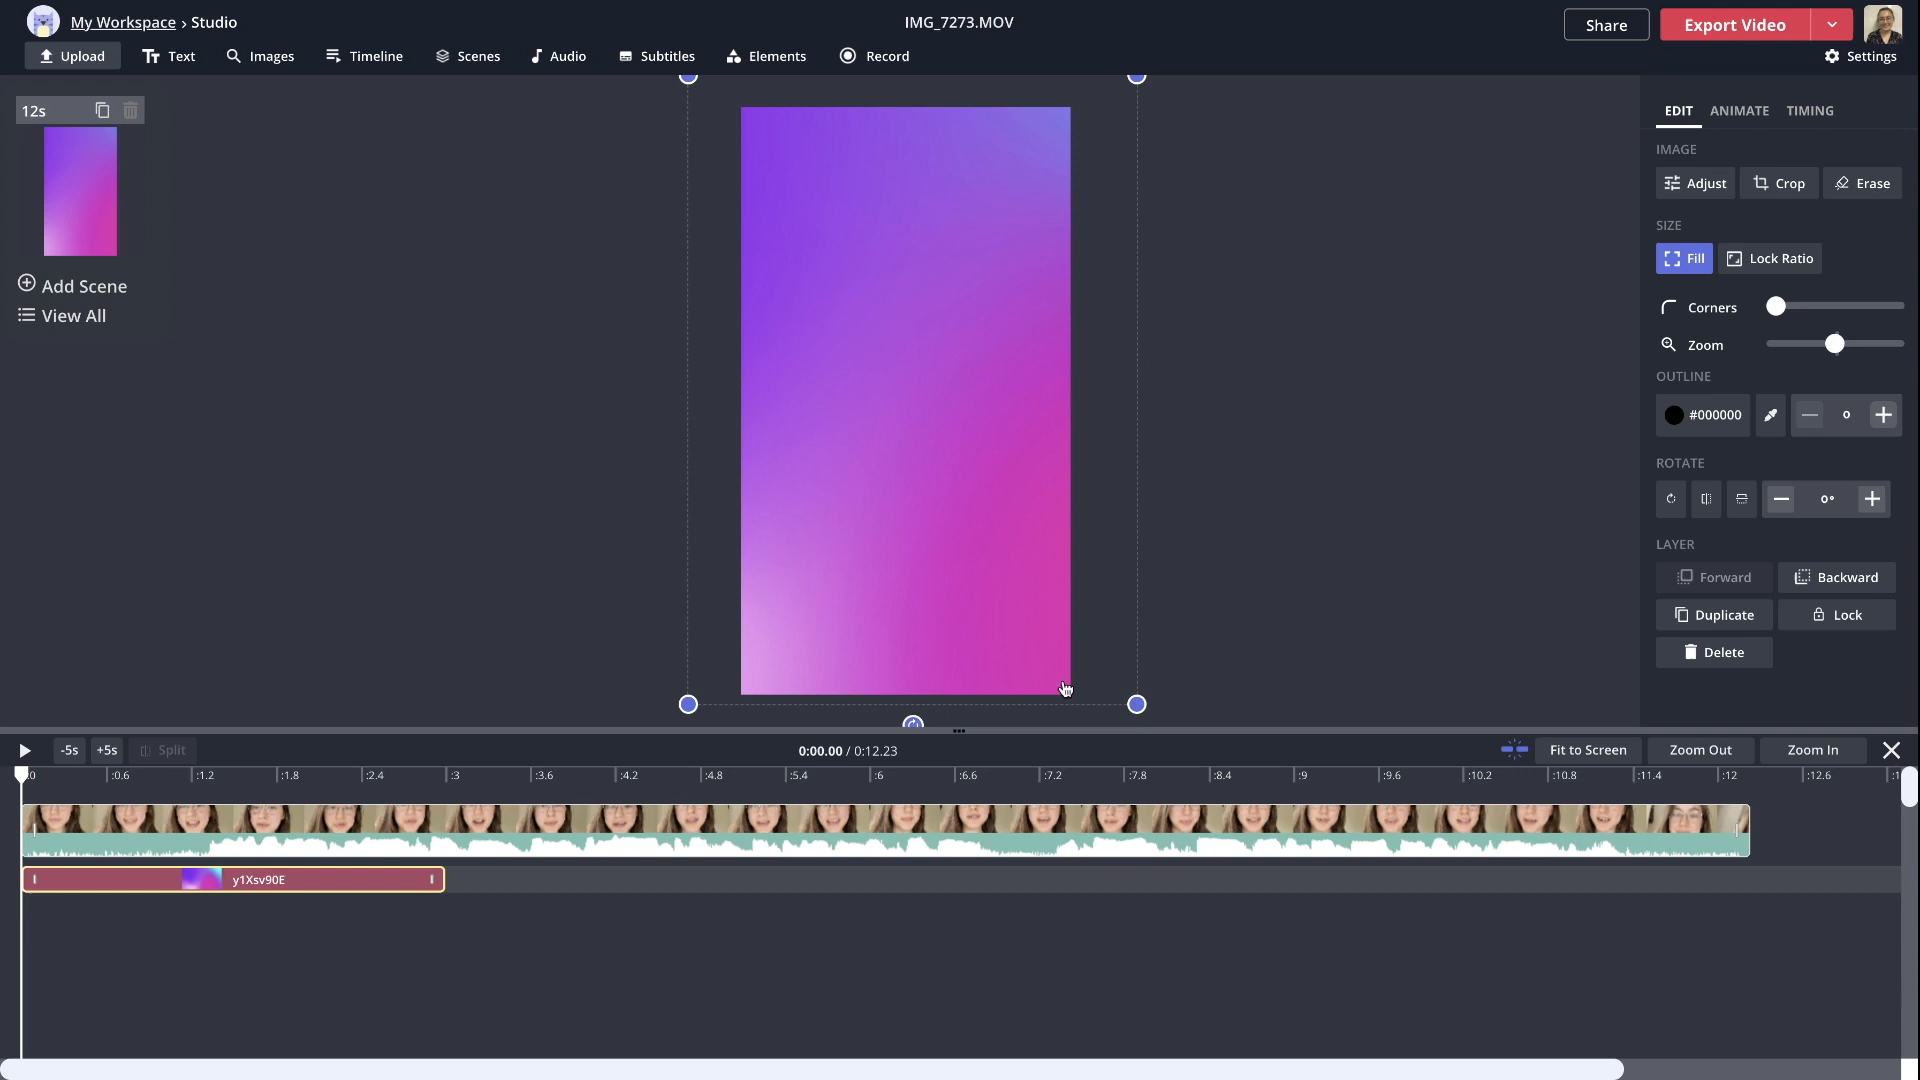 My Workspace › Studio
IMG_7273.MOV
Share
Export Video
Upload
Text
Images
Timeline
Scenes
Audio
Subtitles
Elements
Record
Settings
12s
Add Scene
View All
EDIT
ANIMATE
TIMING
IMAGE
Adjust
Crop
Erase
SIZE
Fill
Lock Ratio
Corners
Zoom
OUTLINE
#000000
0
ROTATE
0°
LAYER
Forward
Backward
Duplicate
Lock
Delete
-5s
+5s
Split
0:00.00 / 0:12.23
Fit to Screen
Zoom Out
Zoom In
:0 :0.6 :1.2 :1.8 :2.4 :3 :3.6 :4.2 :4.8 :5.4 :6 :6.6 :7.2 :7.8 :8.4 :9 :9.6 :10.2 :10.8 :11.4 :12 :12.6
y1Xsv90E